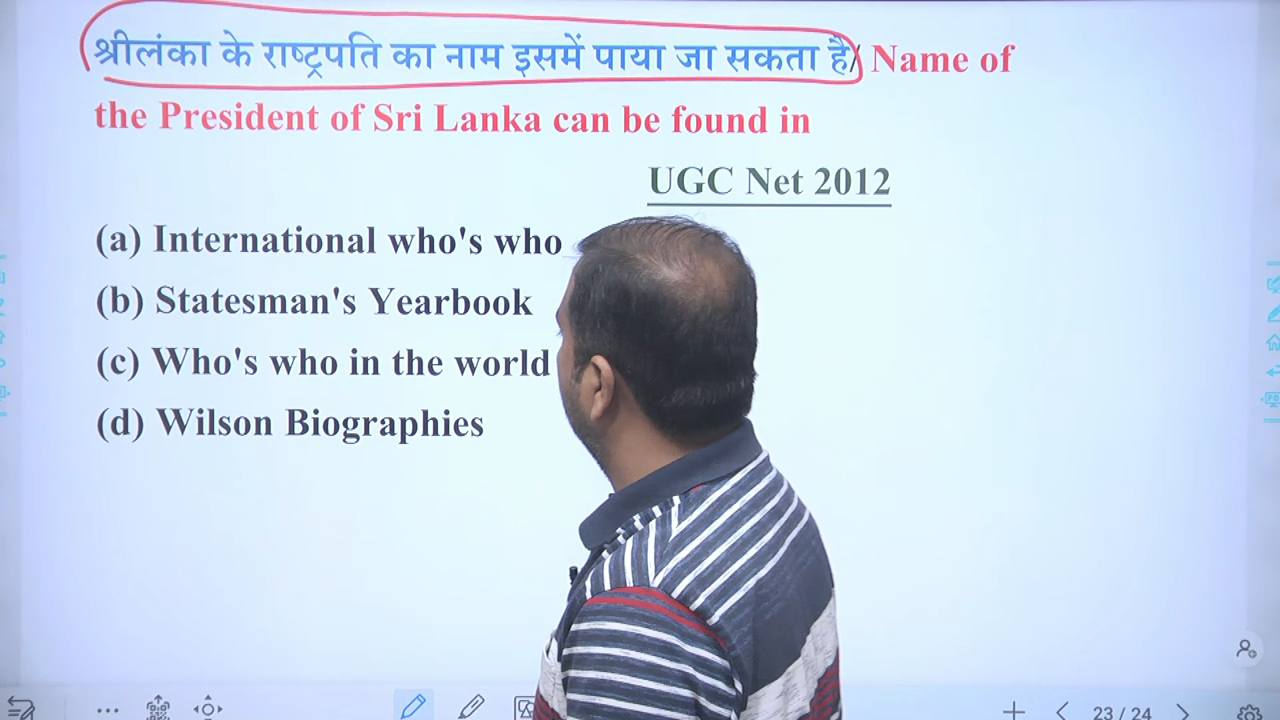 श्रीलंका के राष्ट्रपति का नाम इसमें पाया जा सकता है/ Name of
the President of Sri Lanka can be found in
UGC Net 2012
(a) International who's who
(b) Statesman's Yearbook
(c) Who's who in the world
(d) Wilson Biographies
23 / 24